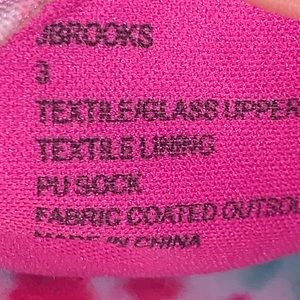 JBROOKS
3
TEXTILE/GLASS UPPER
TEXTILE LINING
PU SOCK
FABRIC COATED OUTSOL
MADE IN CHINA